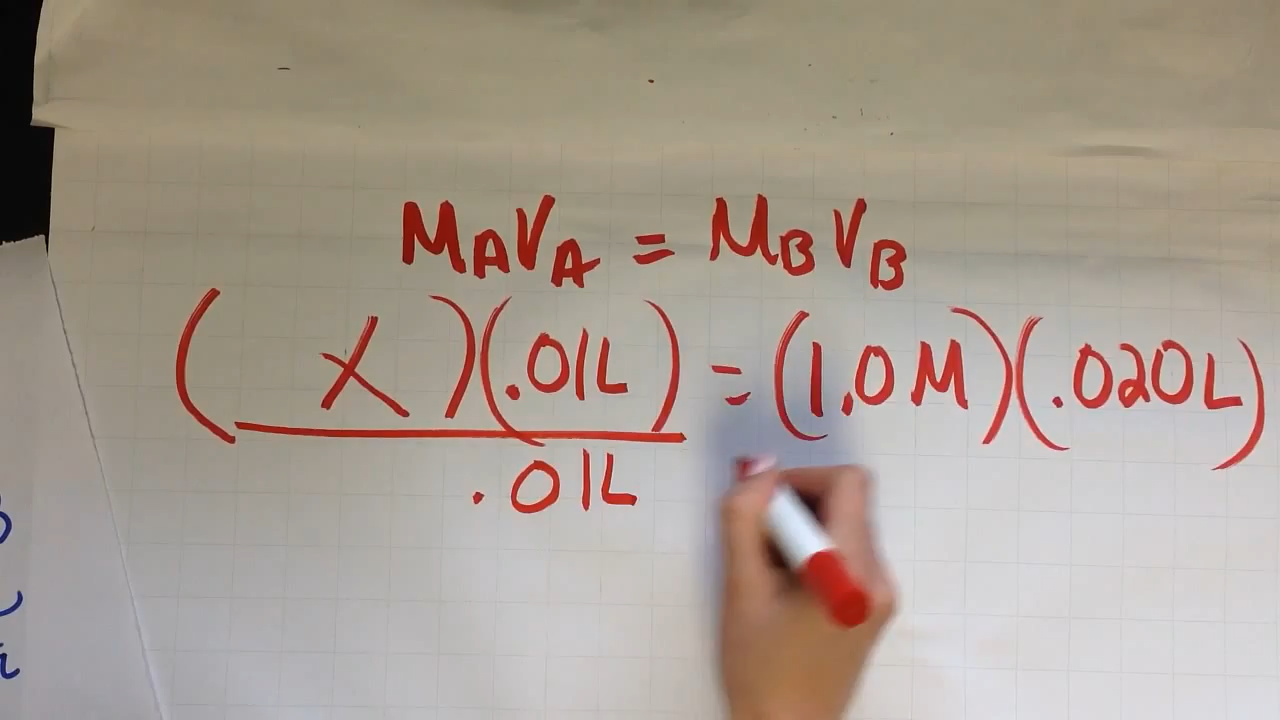 MAVA = MBVB
( X )(.01L) = (1.0M)(.020L)
.01L